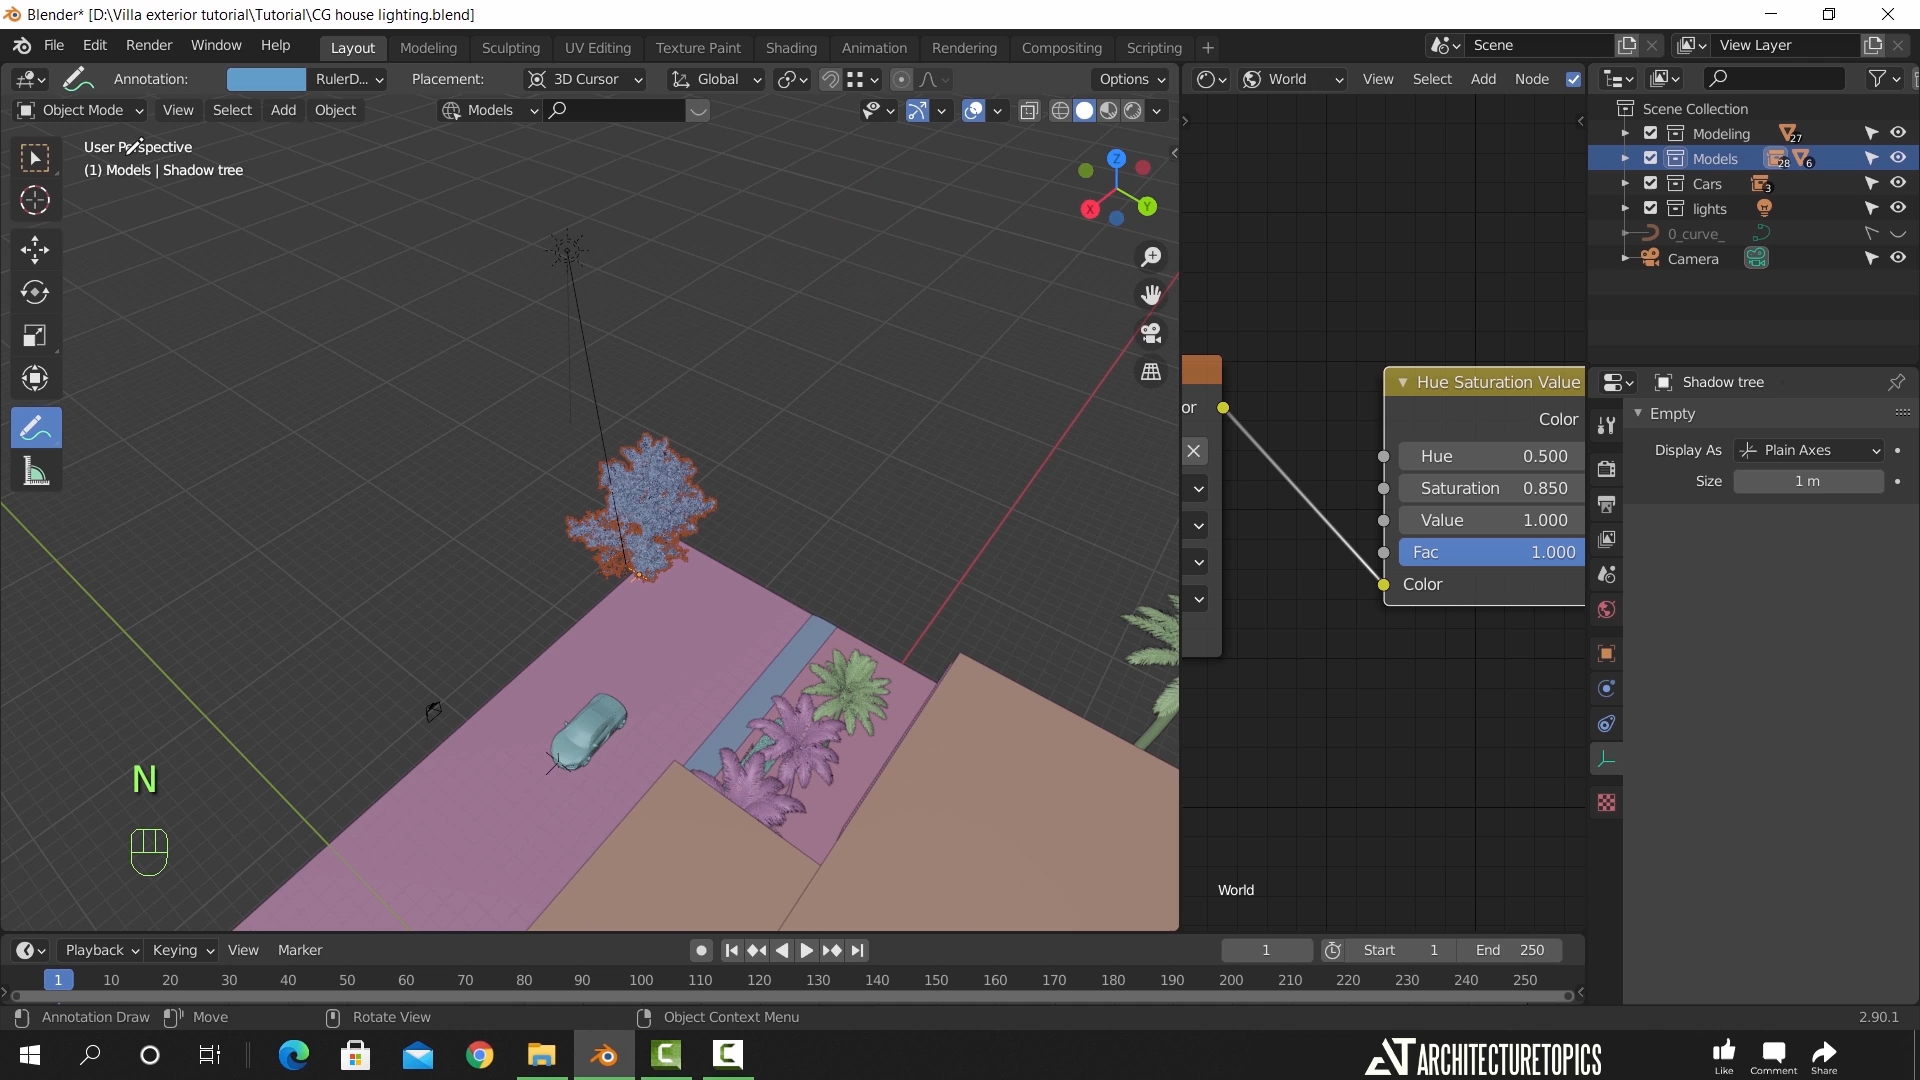 Blender* [D:\Villa exterior tutorial\Tutorial\CG house lighting.blend]
File Edit Render Window Help
Layout Modeling Sculpting UV Editing Texture Paint Shading Animation Rendering Compositing Scripting
Scene
View Layer
Annotation: RulerD... Placement: 3D Cursor Global Options
World View Select Add Node
Object Mode View Select Add Object Models
User Perspective
(1) Models | Shadow tree
Z
X
Y
Scene Collection
Modeling 27
Models 28 6
Cars 3
lights
0_curve_
Camera
Shadow tree
Empty
Display As Plain Axes
Size 1 m
or
Hue Saturation Value
Color
Hue 0.500
Saturation 0.850
Value 1.000
Fac 1.000
Color
N
World
Playback Keying View Marker
1 Start 1 End 250
1 10 20 30 40 50 60 70 80 90 100 110 120 130 140 150 160 170 180 190 200 210 220 230 240 250
Annotation Draw Move Rotate View Object Context Menu 2.90.1
AT ARCHITECTURETOPICS
Like Comment Share